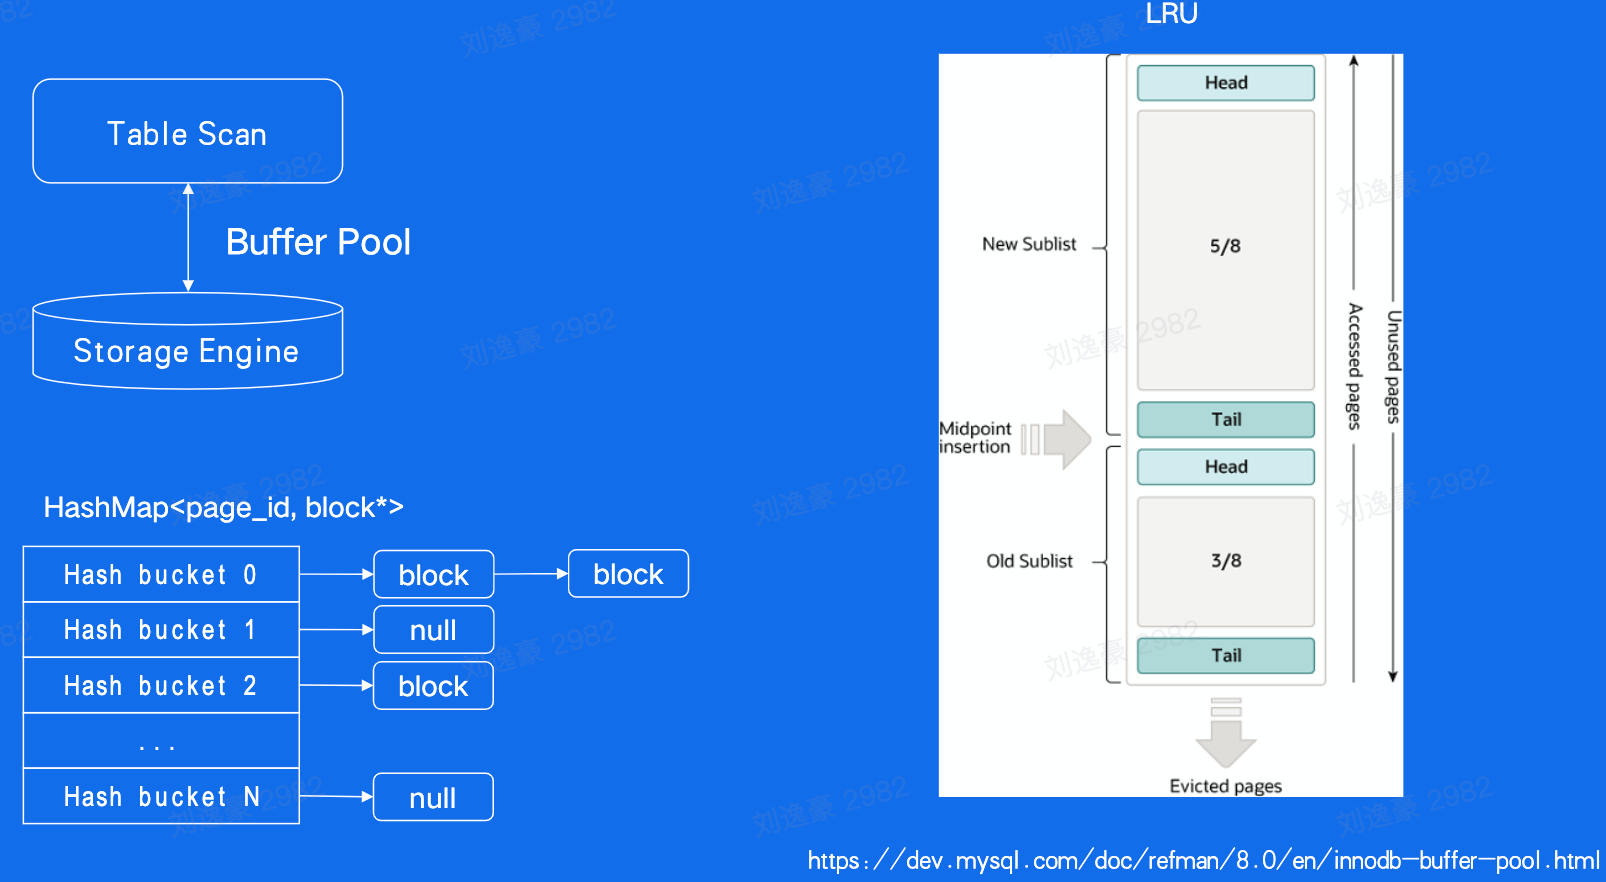 LRU
Table Scan
Buffer Pool
Storage Engine
HashMap<page_id, block*>
Hash bucket 0
block
block
Hash bucket 1
null
Hash bucket 2
block
...
Hash bucket N
null
Head
New Sublist
5/8
Tail
Midpoint
insertion
Head
Old Sublist
3/8
Tail
Accessed pages
Unused pages
Evicted pages
https://dev.mysql.com/doc/refman/8.0/en/innodb-buffer-pool.html
刘逸豪 2982